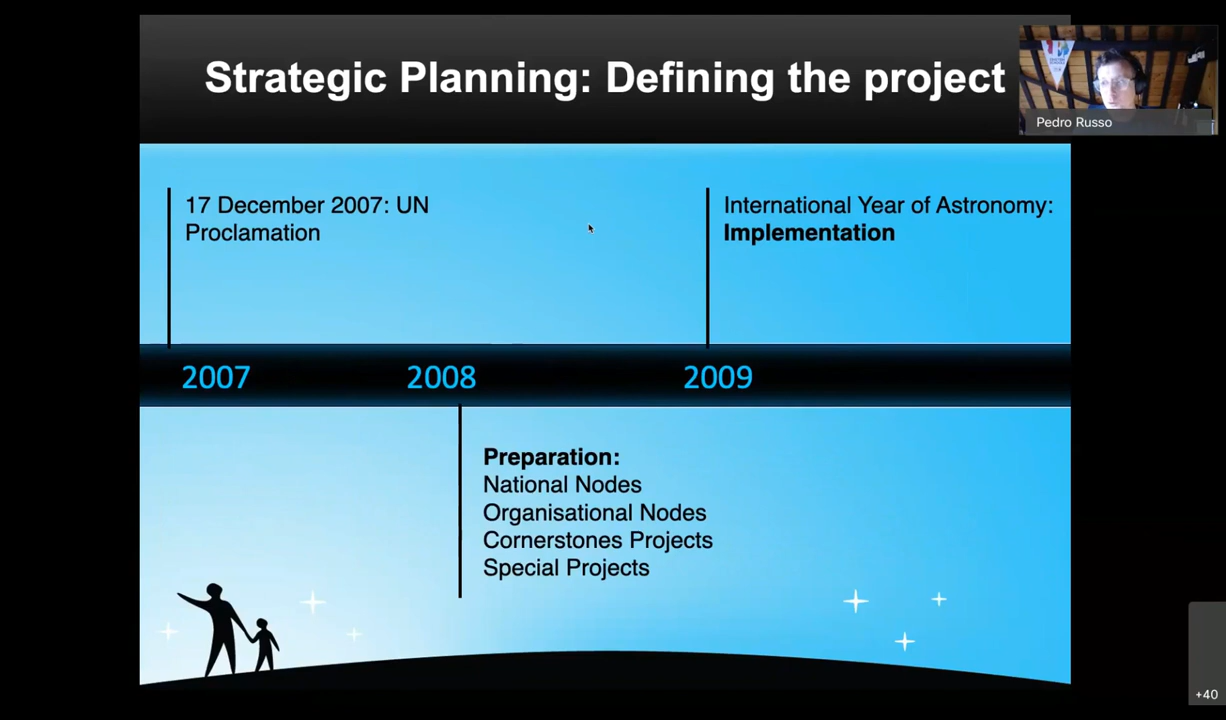 Strategic Planning: Defining the project
Pedro Russo
17 December 2007: UN
Proclamation
International Year of Astronomy:
Implementation
2007
2008
2009
Preparation:
National Nodes
Organisational Nodes
Cornerstones Projects
Special Projects
+40